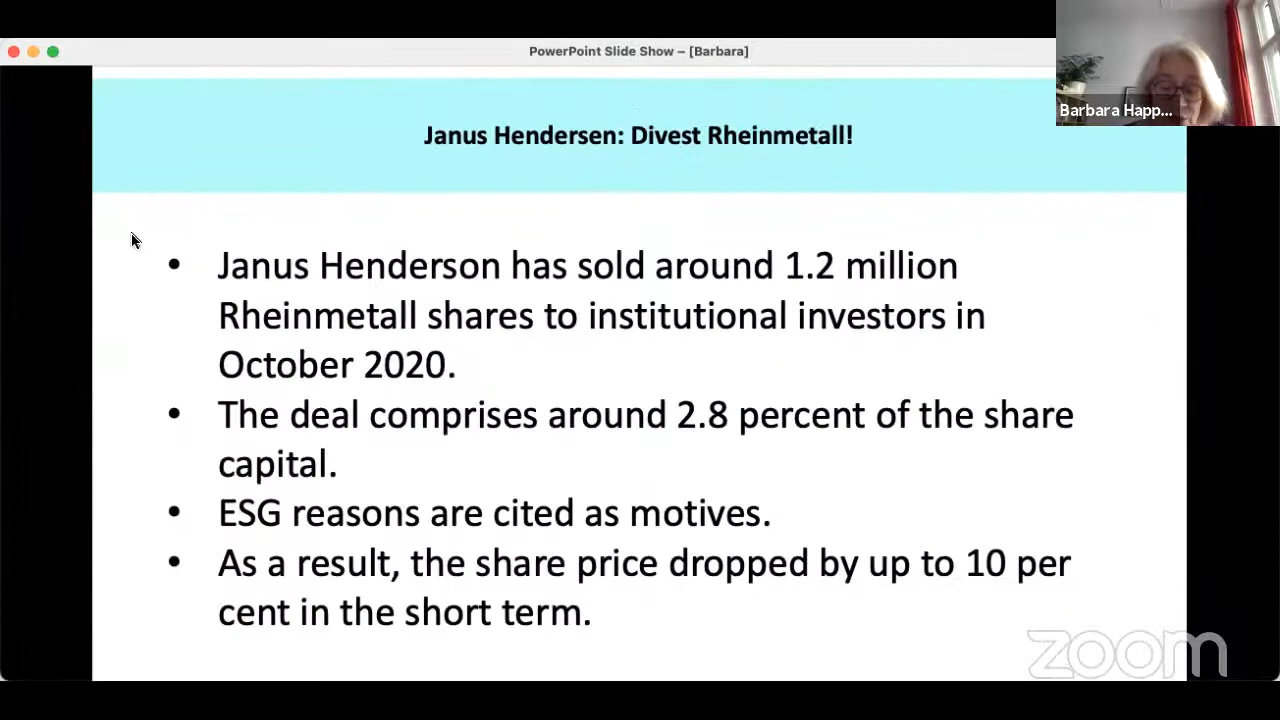 PowerPoint Slide Show – [Barbara]
Barbara Happ...
Janus Hendersen: Divest Rheinmetall!
• Janus Henderson has sold around 1.2 million
Rheinmetall shares to institutional investors in
October 2020.
• The deal comprises around 2.8 percent of the share
capital.
• ESG reasons are cited as motives.
• As a result, the share price dropped by up to 10 per
cent in the short term.
zoom